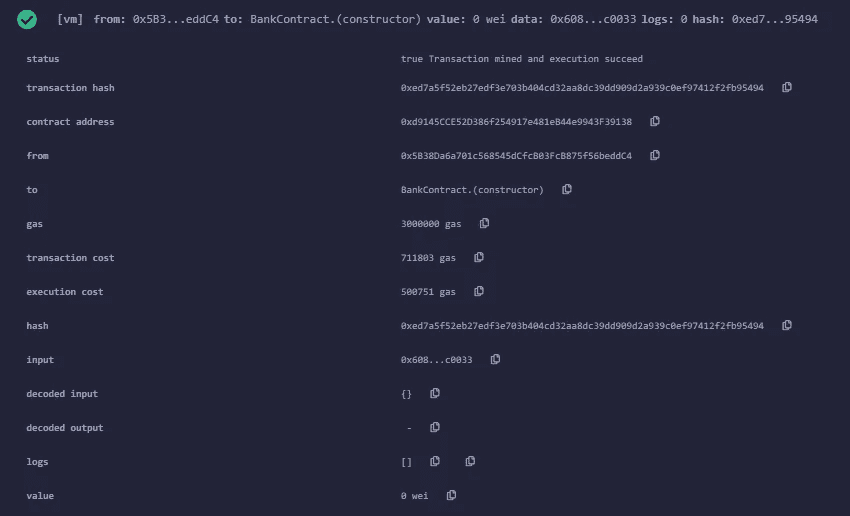 [vm] from: 0x5B3...eddC4 to: BankContract.(constructor) value: 0 wei data: 0x608...c0033 logs: 0 hash: 0xed7...95494
status true Transaction mined and execution succeed
transaction hash 0xed7a5f52eb27edf3e703b404cd32aa8dc39dd909d2a939c0ef97412f2fb95494
contract address 0xd9145CCE52D386f254917e481eB44e9943F39138
from 0x5B38Da6a701c568545dCfcB03FcB875f56beddC4
to BankContract.(constructor)
gas 3000000 gas
transaction cost 711803 gas
execution cost 500751 gas
hash 0xed7a5f52eb27edf3e703b404cd32aa8dc39dd909d2a939c0ef97412f2fb95494
input 0x608...c0033
decoded input {}
decoded output -
logs []
value 0 wei